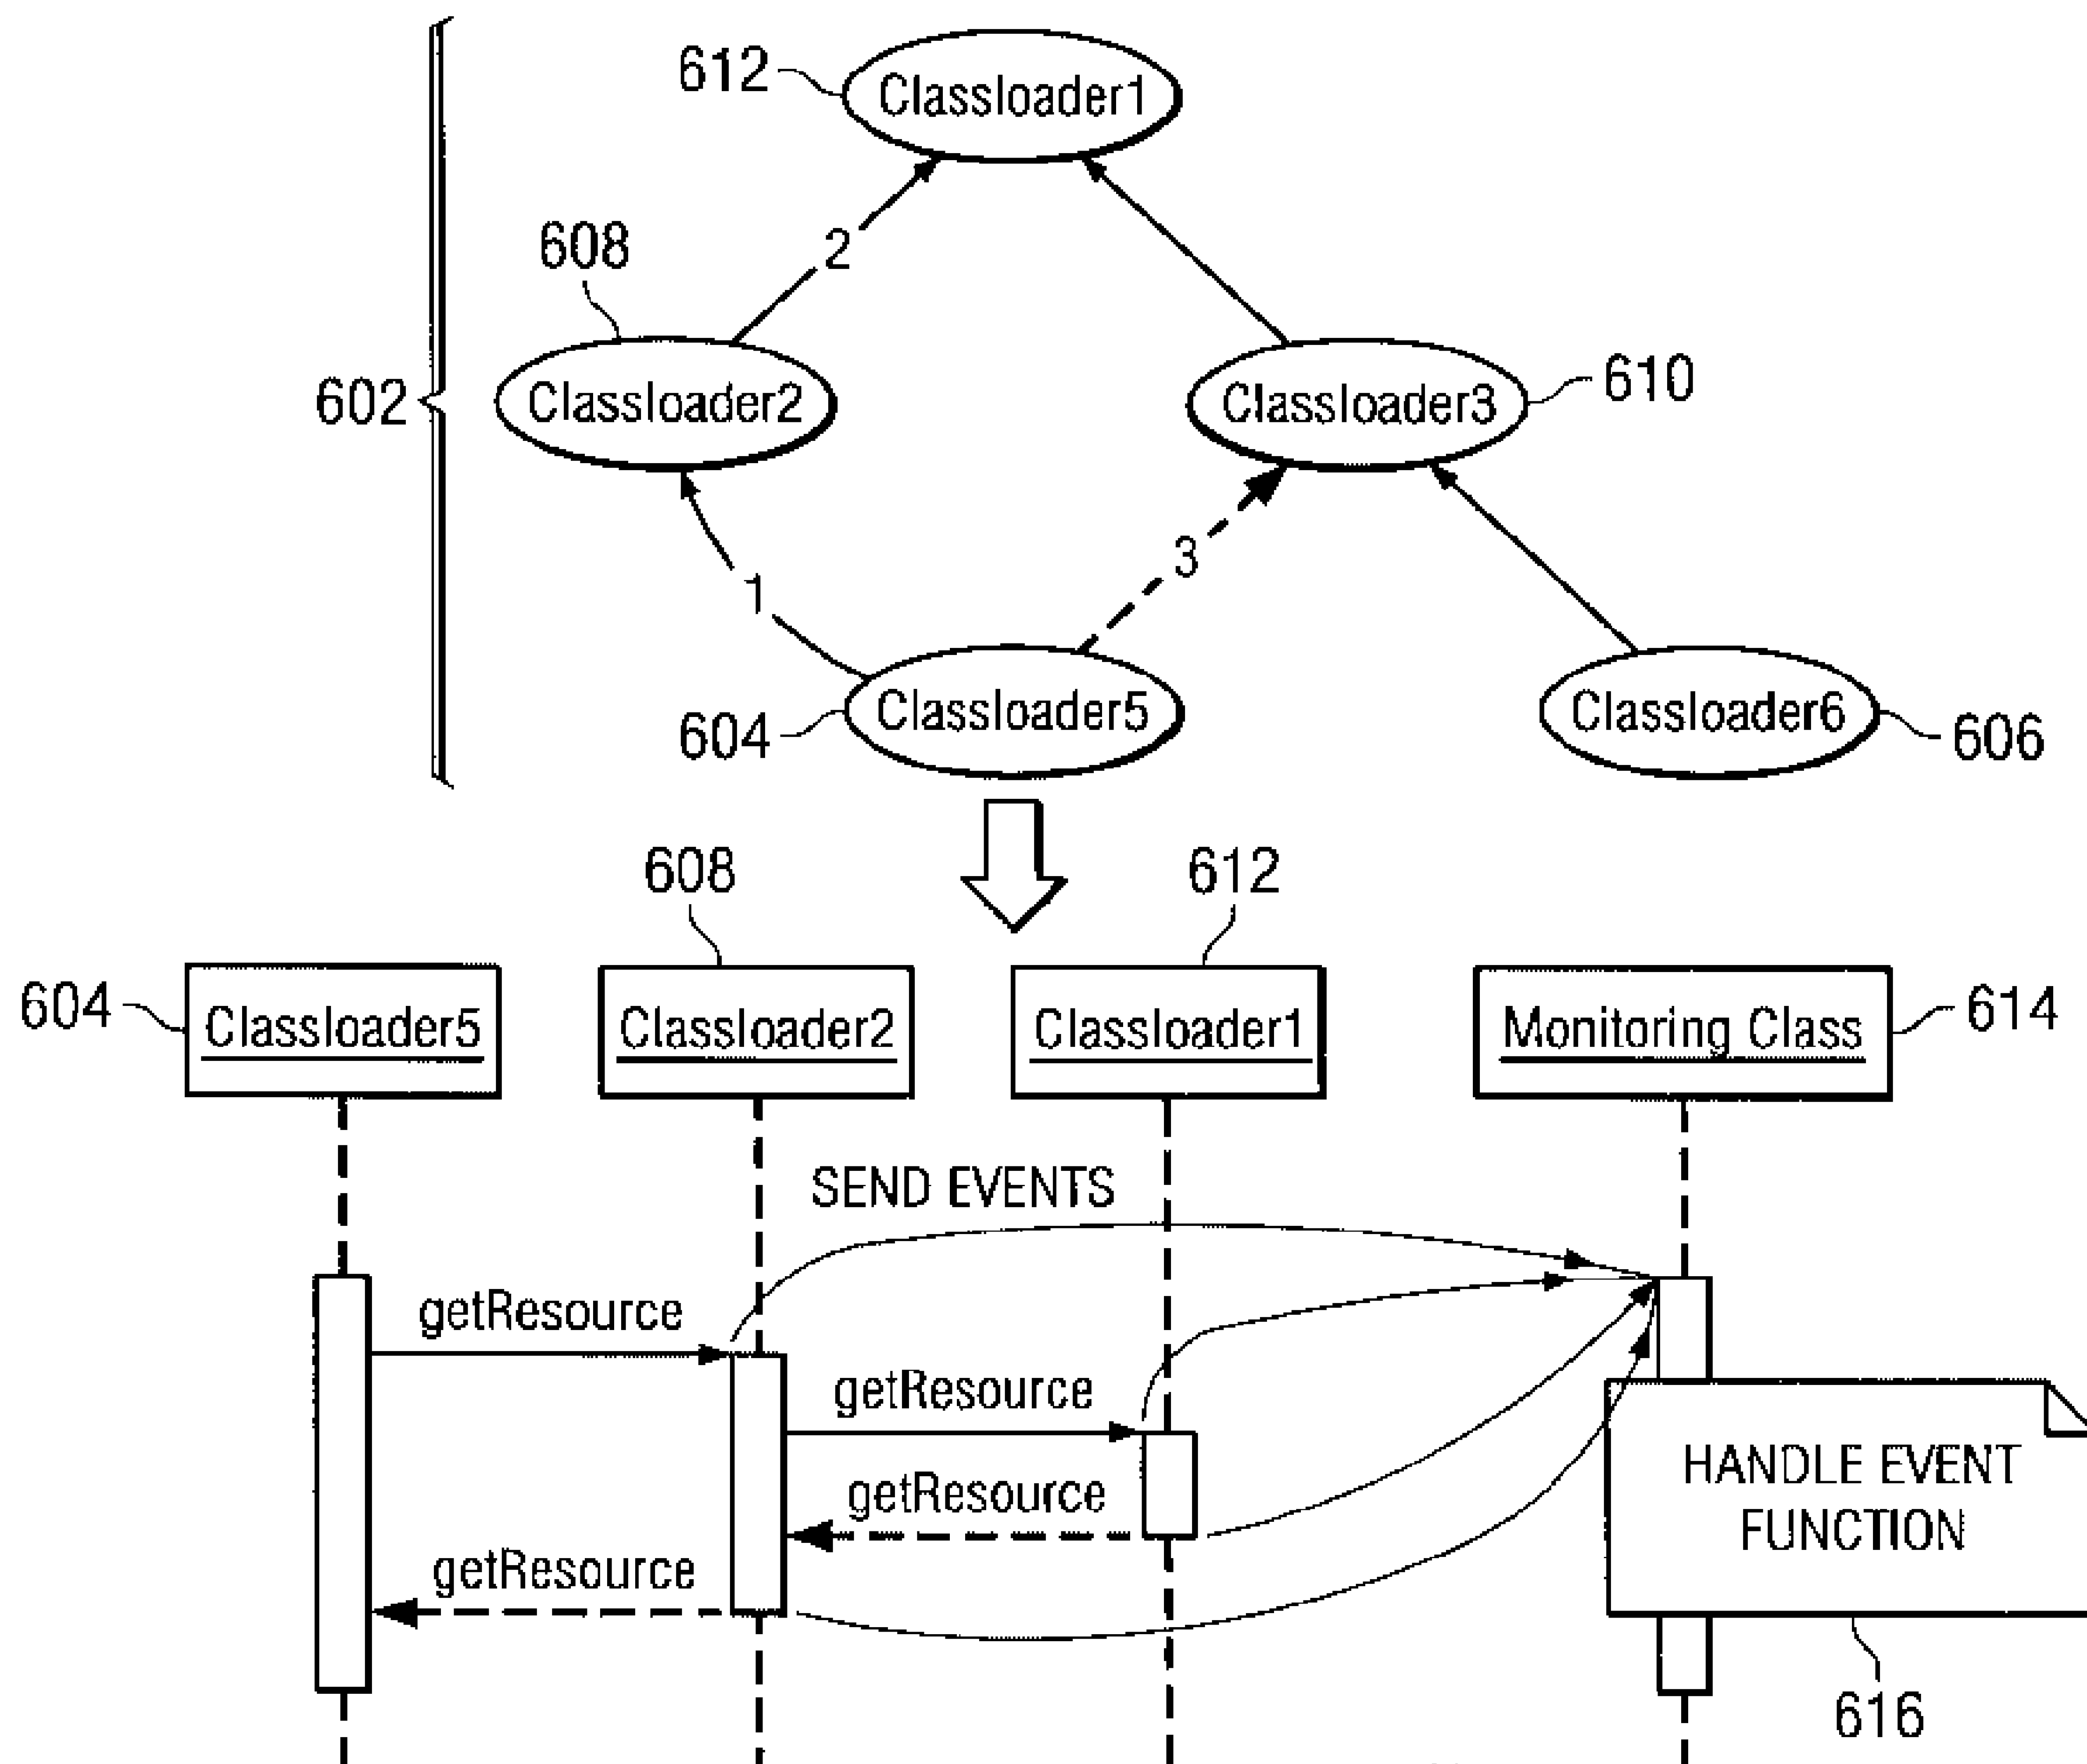 612
Classloader1
608
2
602
Classloader2
Classloader3
610
1
3
604
Classloader5
Classloader6
606
608
612
604
Classloader5
Classloader2
Classloader1
Monitoring Class
614
SEND EVENTS
getResource
getResource
getResource
getResource
HANDLE EVENT
FUNCTION
616